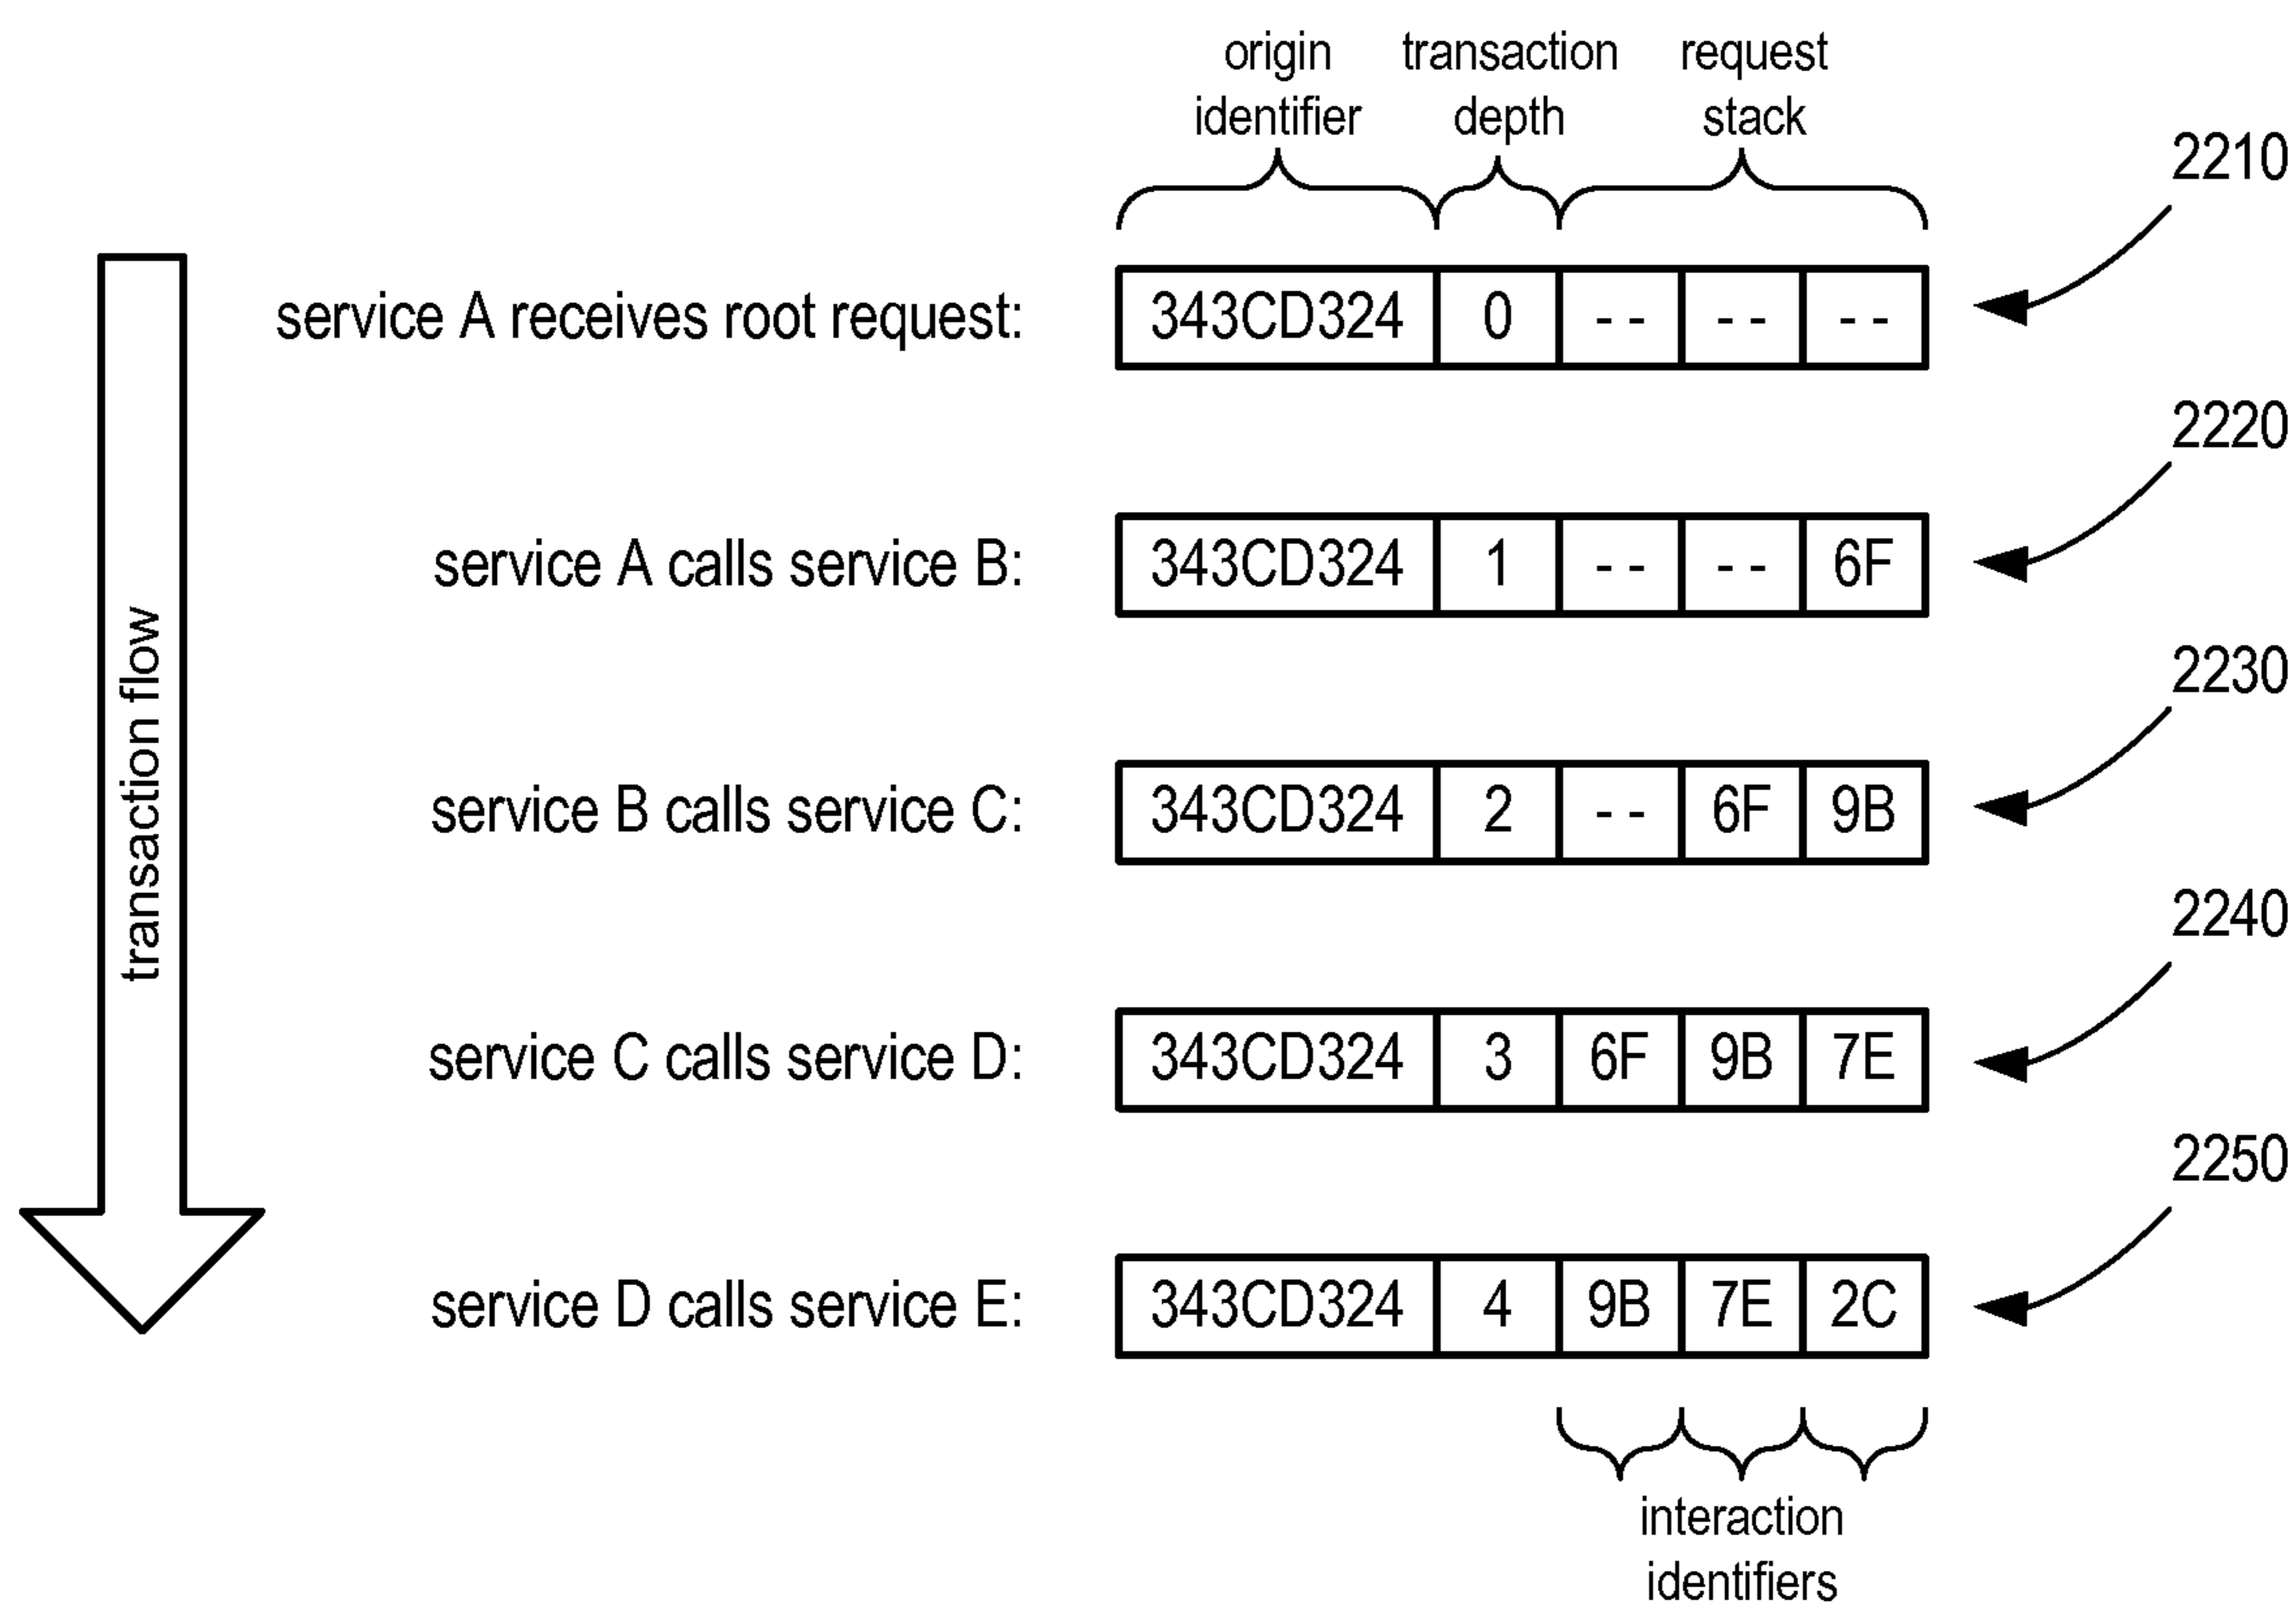 origin transaction request
identifier depth stack
2210
service A receives root request: 343CD324 0 -- -- --
2220
service A calls service B: 343CD324 1 -- -- 6F
2230
service B calls service C: 343CD324 2 -- 6F 9B
2240
service C calls service D: 343CD324 3 6F 9B 7E
2250
service D calls service E: 343CD324 4 9B 7E 2C
transaction flow
interaction
identifiers